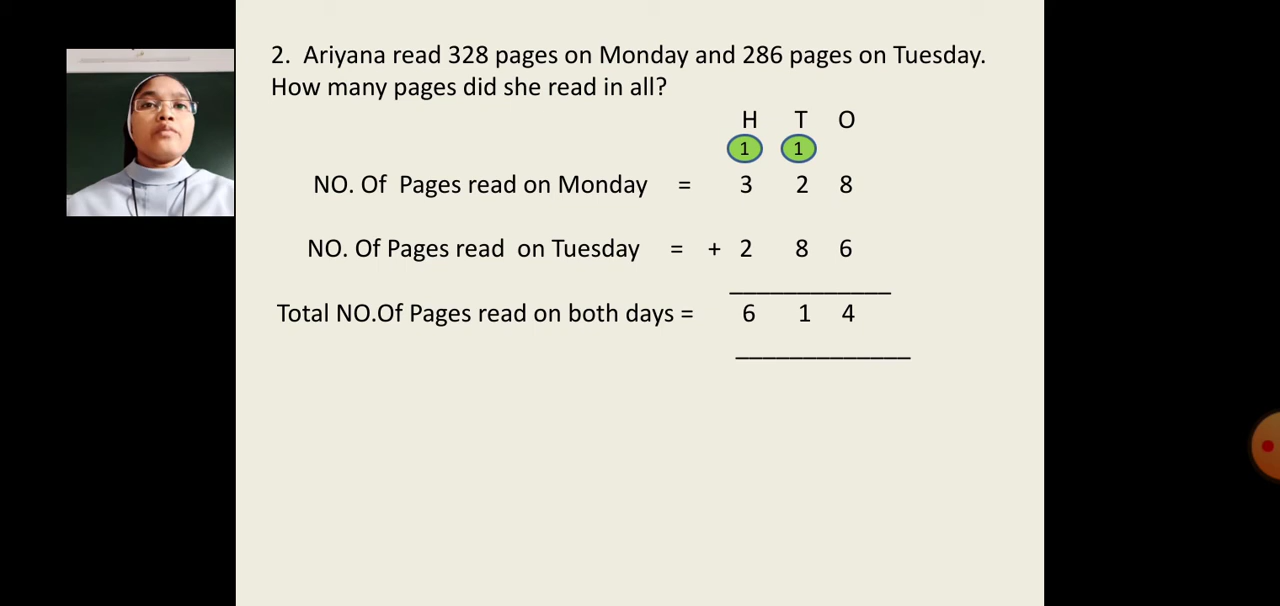 2. Ariyana read 328 pages on Monday and 286 pages on Tuesday.
How many pages did she read in all?
H T O
1 1
NO. Of Pages read on Monday = 3 2 8
NO. Of Pages read on Tuesday = + 2 8 6
Total NO.Of Pages read on both days = 6 1 4